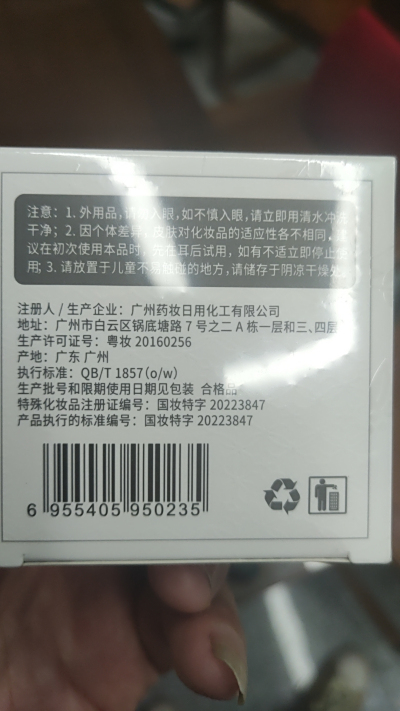 注意：1. 外用品，请勿入眼，如不慎入眼，请立即用清水冲洗
干净；2. 因个体差异，皮肤对化妆品的适应性各不相同，建
议在初次使用本品时，先在耳后试用，如有不适立即停止使
用；3. 请放置于儿童不易触碰的地方，请储存于阴凉干燥处。
注册人 / 生产企业：广州药妆日用化工有限公司
地址：广州市白云区锅底塘路 7 号之二 A 栋一层和三、四层
生产许可证号：粤妆 20160256
产地：广东 广州
执行标准：QB/T 1857(o/w)
生产批号和限期使用日期见包装 合格品
特殊化妆品注册证编号：国妆特字 20223847
产品执行的标准编号：国妆特字 20223847
6 955405 950235